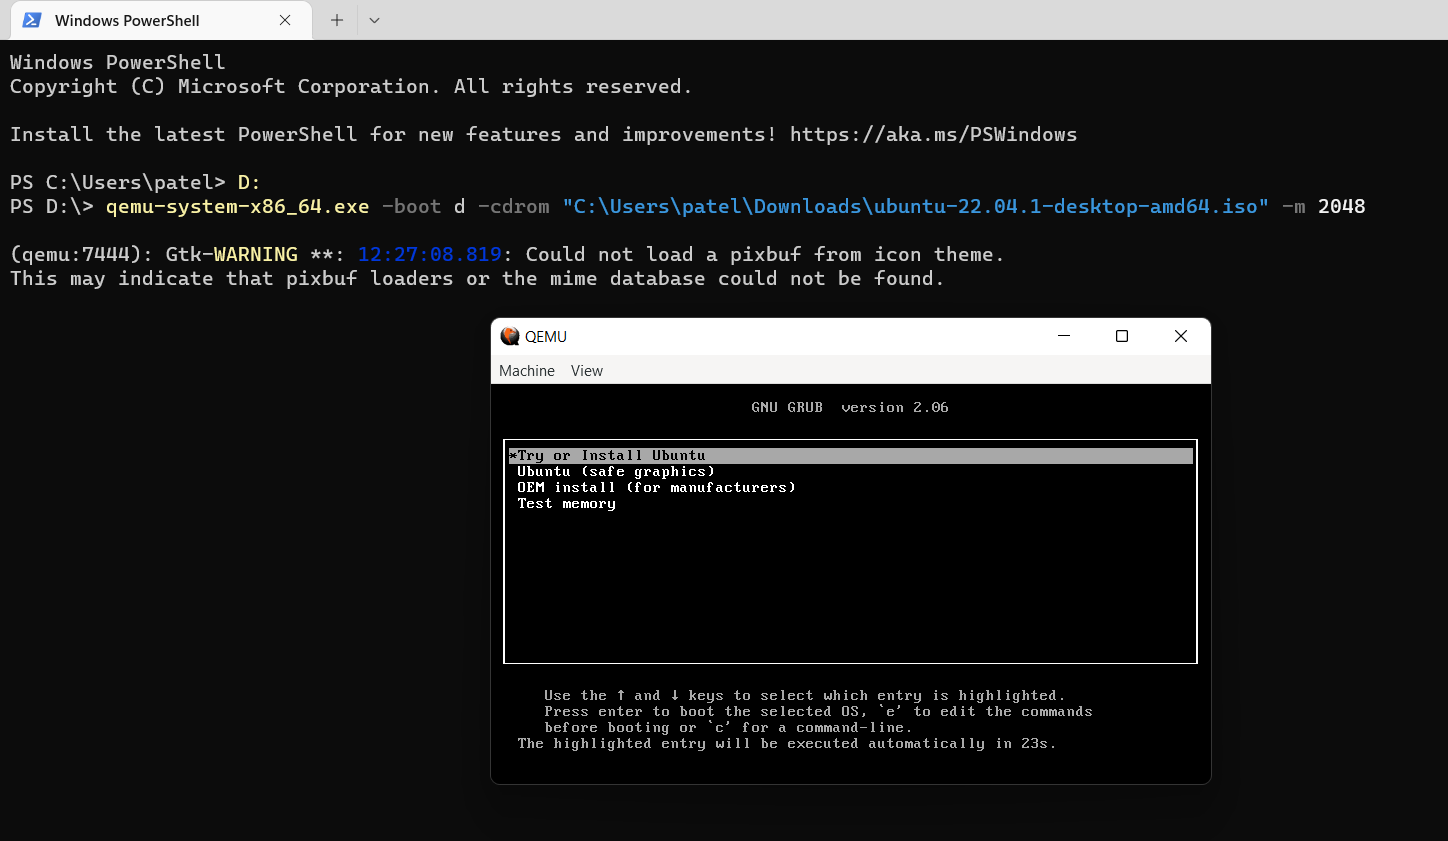 Windows PowerShell
Windows PowerShell
Copyright (C) Microsoft Corporation. All rights reserved.
Install the latest PowerShell for new features and improvements! https://aka.ms/PSWindows
PS C:\Users\patel> D:
PS D:\> qemu-system-x86_64.exe -boot d -cdrom "C:\Users\patel\Downloads\ubuntu-22.04.1-desktop-amd64.iso" -m 2048
(qemu:7444): Gtk-WARNING **: 12:27:08.819: Could not load a pixbuf from icon theme.
This may indicate that pixbuf loaders or the mime database could not be found.
QEMU
Machine View
GNU GRUB version 2.06
*Try or Install Ubuntu
Ubuntu (safe graphics)
OEM install (for manufacturers)
Test memory
Use the ↑ and ↓ keys to select which entry is highlighted.
Press enter to boot the selected OS, `e' to edit the commands
before booting or `c' for a command-line.
The highlighted entry will be executed automatically in 23s.